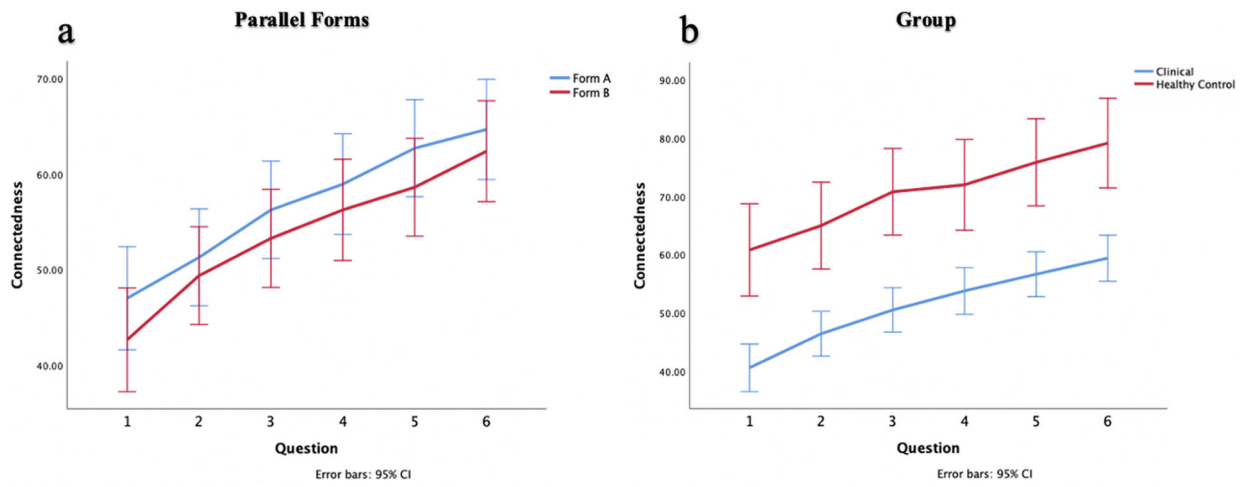 a
Parallel Forms
Form A
Form B
70.00
60.00
50.00
40.00
Connectedness
1 2 3 4 5 6
Question
Error bars: 95% CI
b
Group
Clinical
Healthy Control
90.00
80.00
70.00
60.00
50.00
40.00
Connectedness
1 2 3 4 5 6
Question
Error bars: 95% CI